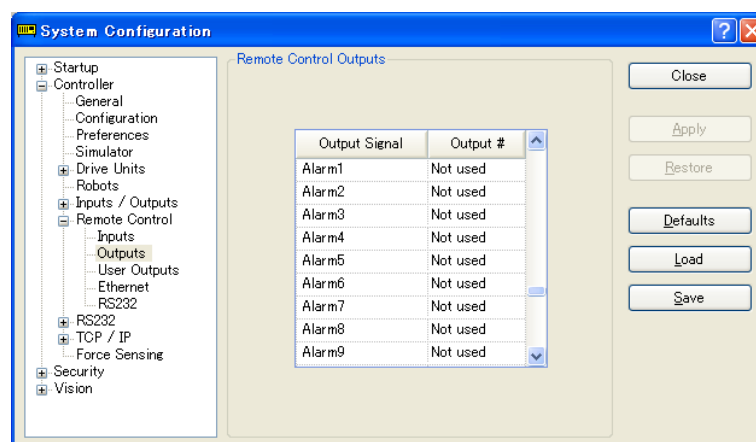 System Configuration
Startup
Controller
General
Configuration
Preferences
Simulator
Drive Units
Robots
Inputs / Outputs
Remote Control
Inputs
Outputs
User Outputs
Ethernet
RS232
RS232
TCP / IP
Force Sensing
Security
Vision
Remote Control Outputs
Output Signal Output #
Alarm1 Not used
Alarm2 Not used
Alarm3 Not used
Alarm4 Not used
Alarm5 Not used
Alarm6 Not used
Alarm7 Not used
Alarm8 Not used
Alarm9 Not used
Close
Apply
Restore
Defaults
Load
Save